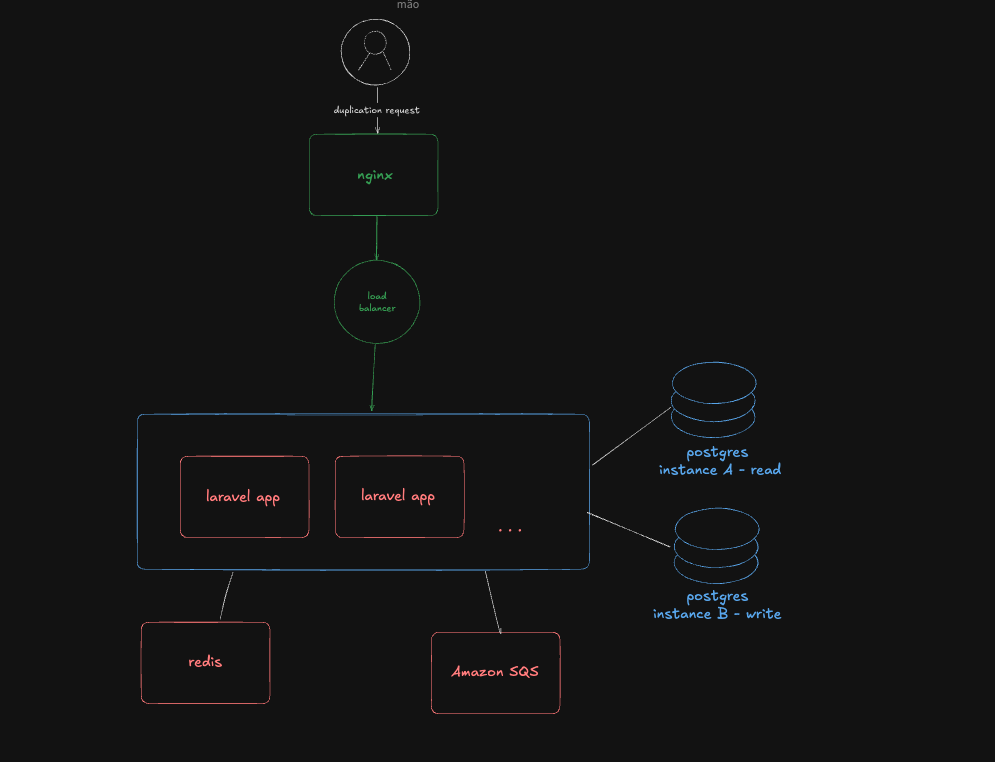 mão
duplication request
nginx
load
balancer
laravel app
laravel app
...
postgres
instance A - read
postgres
instance B - write
redis
Amazon SQS